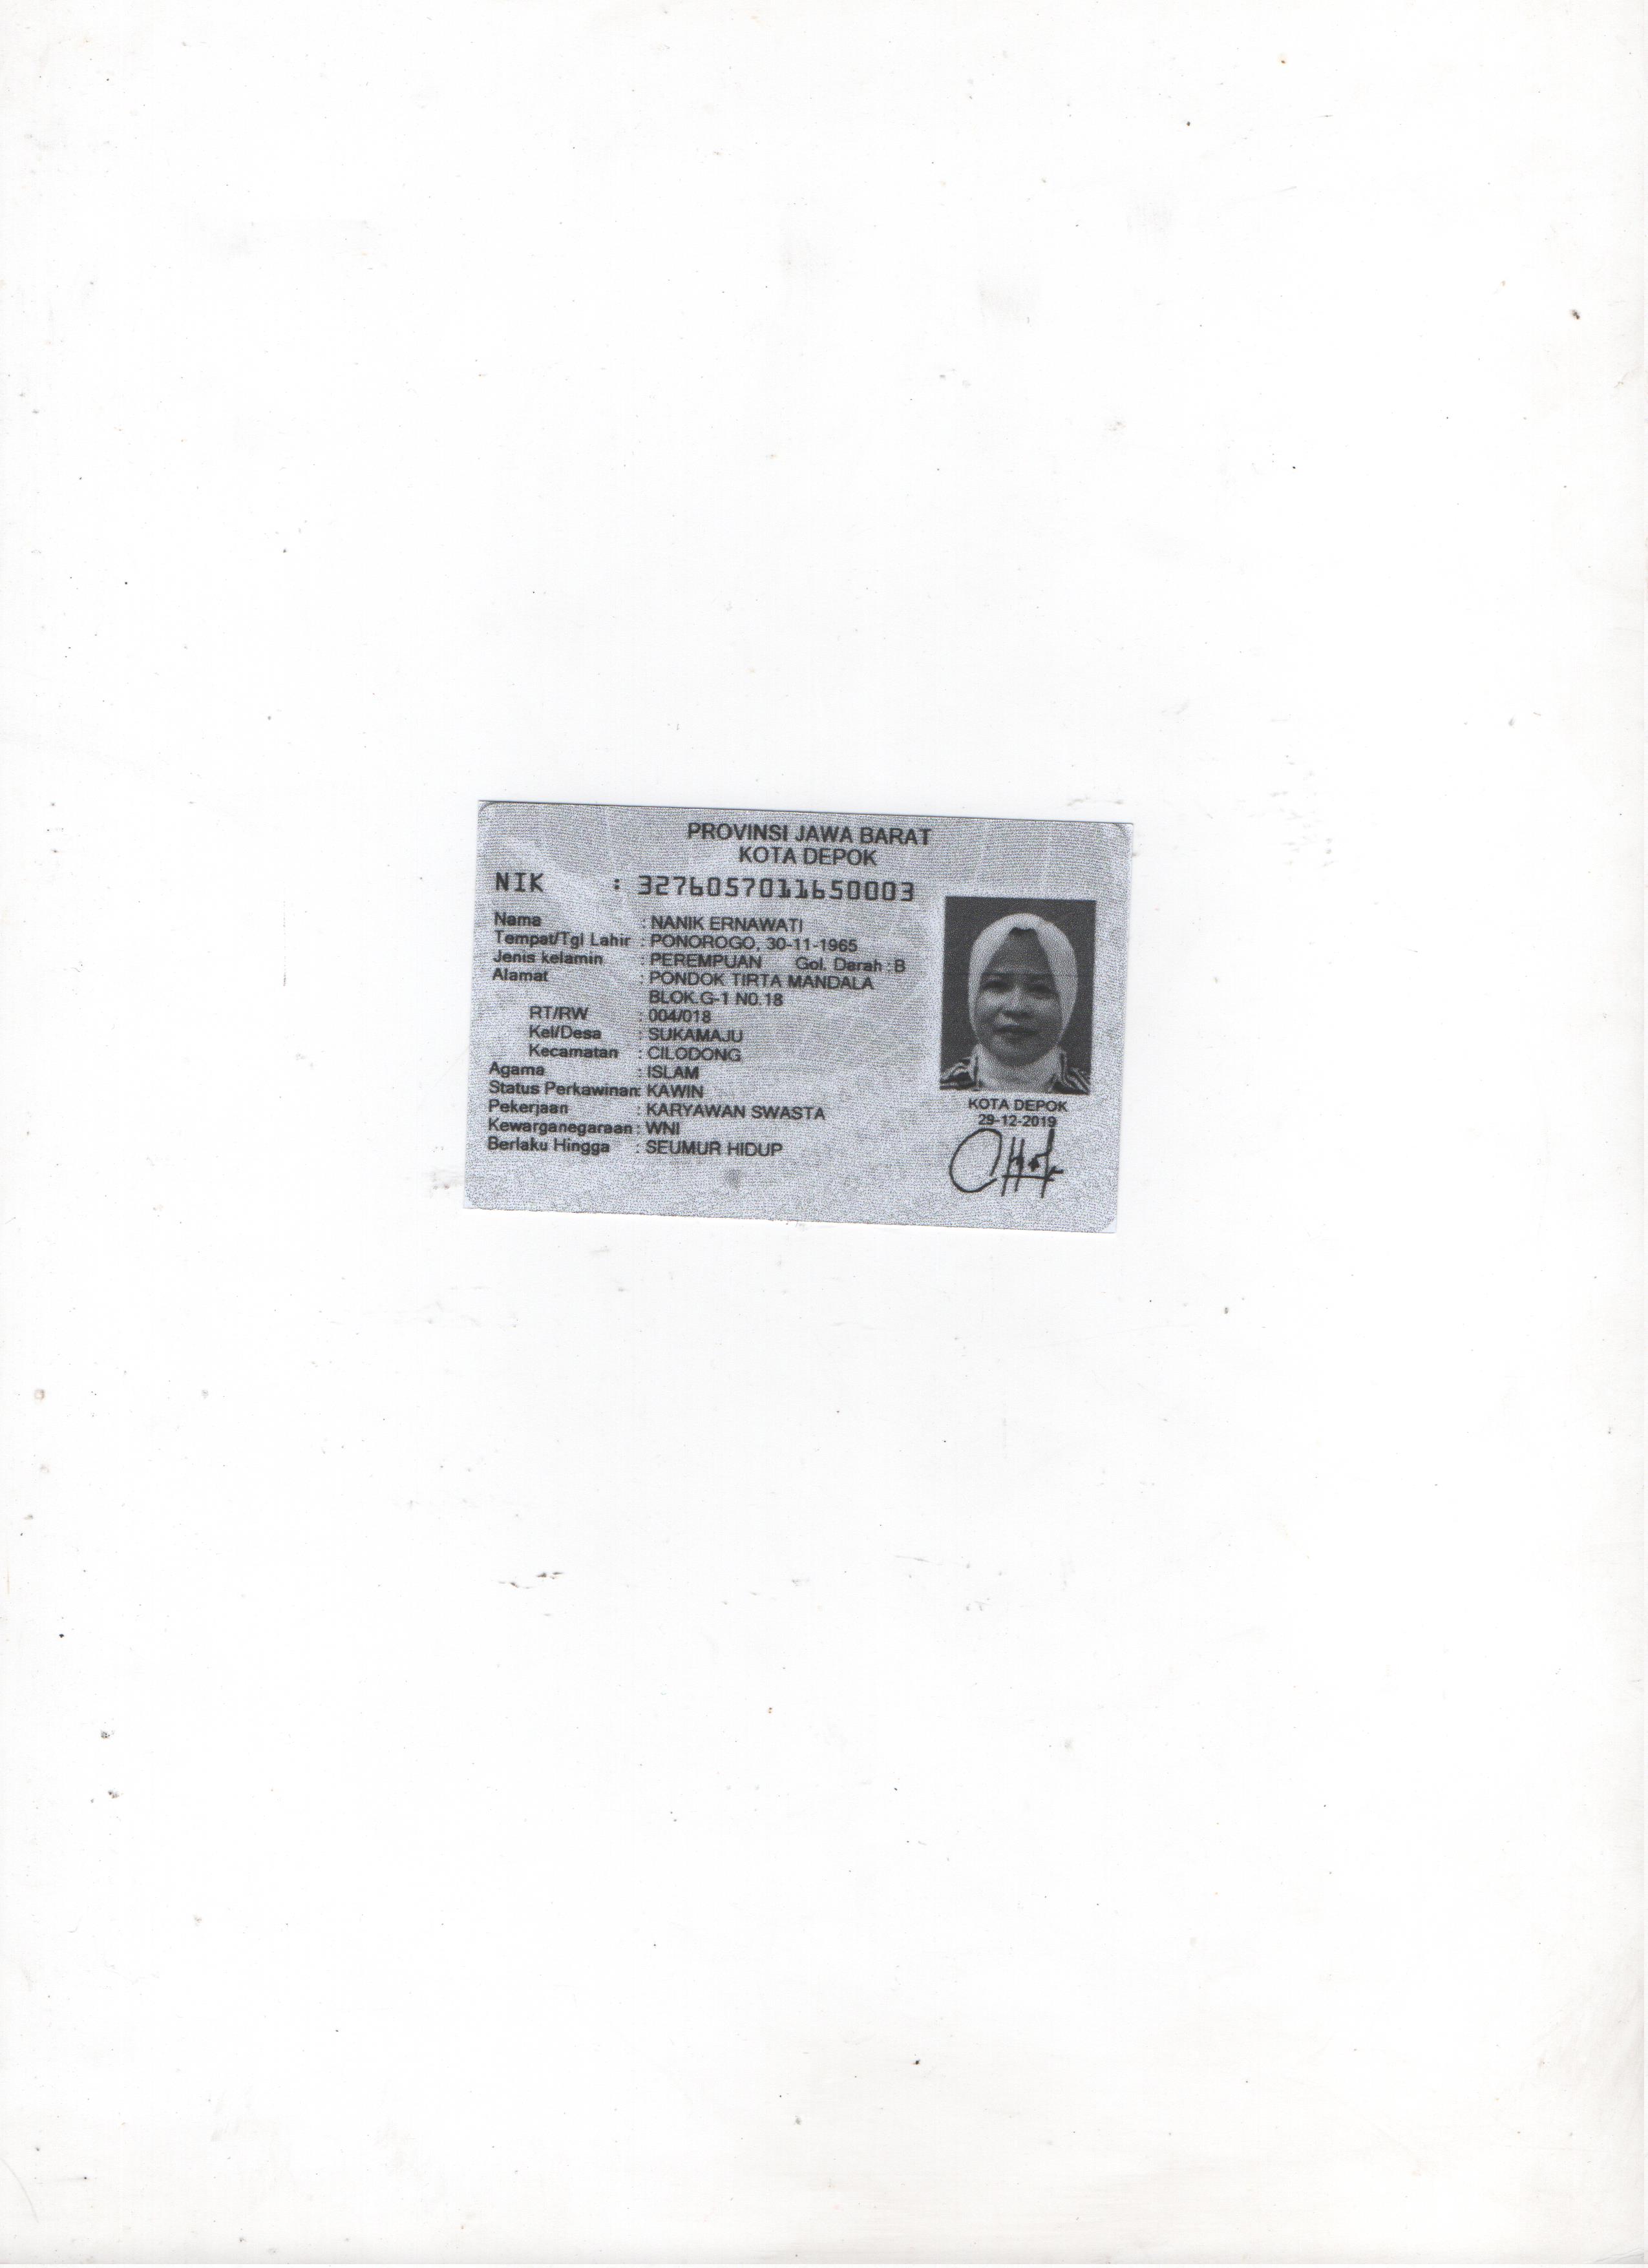 PROVINSI JAWA BARAT
KOTA DEPOK
NIK : 3276057011650003
Nama : NANIK ERNAWATI
Tempat/Tgl Lahir : PONOROGO, 30-11-1965
Jenis kelamin : PEREMPUAN Gol. Darah : B
Alamat : PONDOK TIRTA MANDALA
BLOK.G-1 NO.18
RT/RW : 004/018
Kel/Desa : SUKAMAJU
Kecamatan : CILODONG
Agama : ISLAM
Status Perkawinan: KAWIN
Pekerjaan : KARYAWAN SWASTA
Kewarganegaraan : WNI
Berlaku Hingga : SEUMUR HIDUP
KOTA DEPOK
29-12-2019